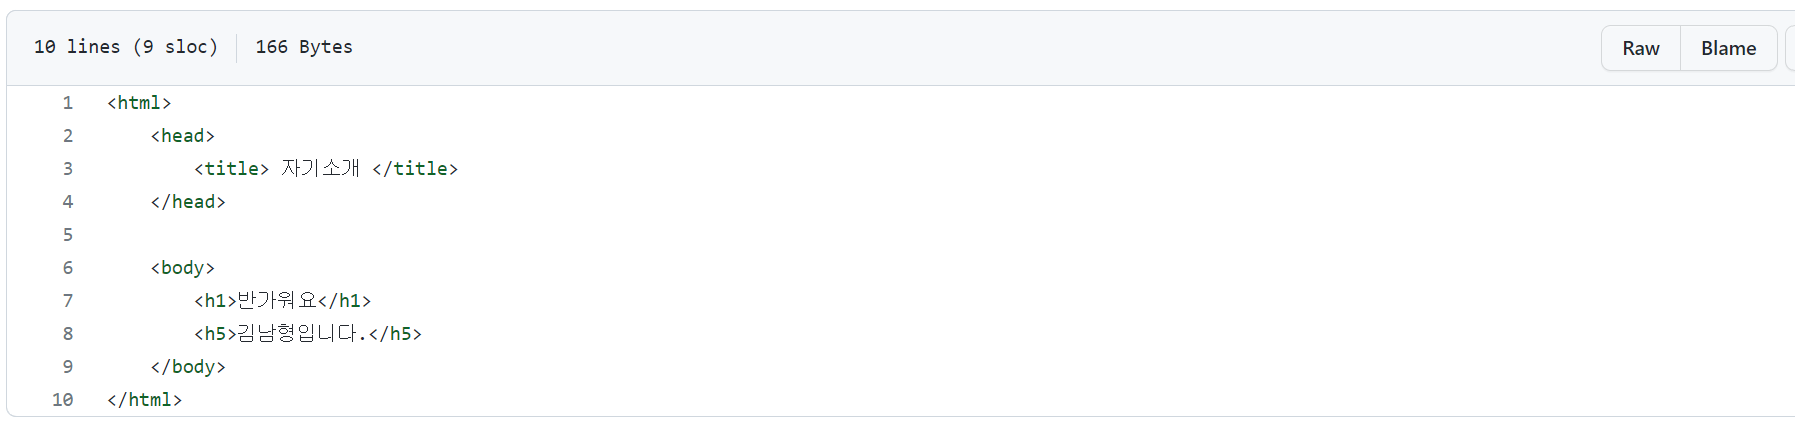 10 lines (9 sloc) 166 Bytes Raw Blame
1 <html>
2 <head>
3 <title> 자기소개 </title>
4 </head>
5
6 <body>
7 <h1>반가워요</h1>
8 <h5>김남형입니다.</h5>
9 </body>
10 </html>